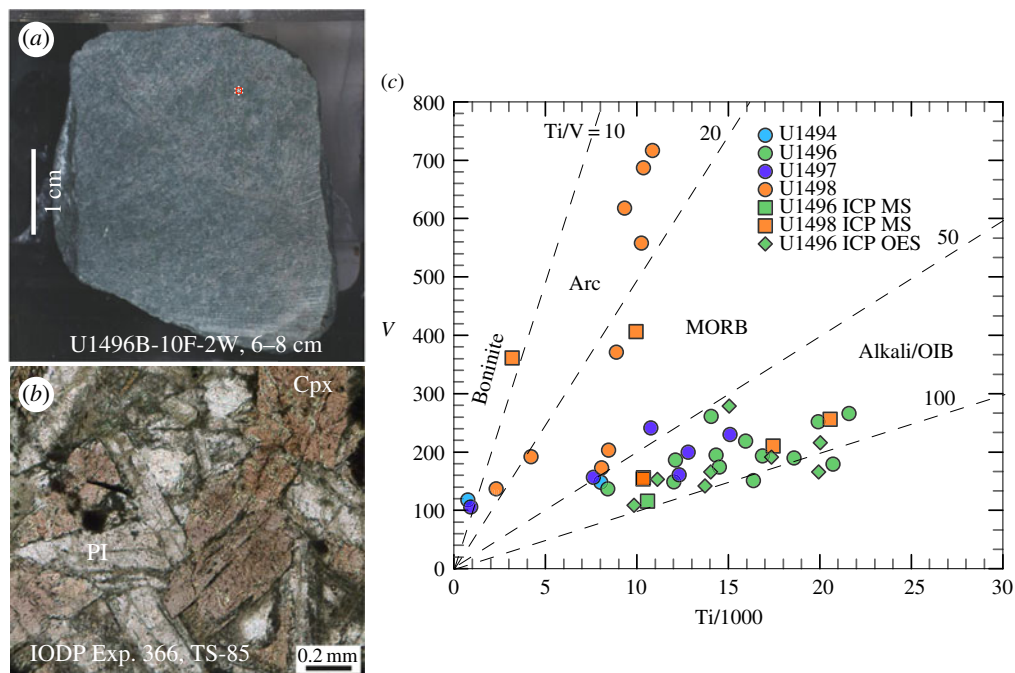 (a)
1 cm
U1496B-10F-2W, 6–8 cm
(b)
Cpx
PI
IODP Exp. 366, TS-85
0.2 mm
(c)
800
700
600
500
400
300
200
100
0
V
0
5
10
15
20
25
30
Ti/1000
Ti/V = 10
20
50
100
Boninite
Arc
MORB
Alkali/OIB
U1494
U1496
U1497
U1498
U1496 ICP MS
U1498 ICP MS
U1496 ICP OES